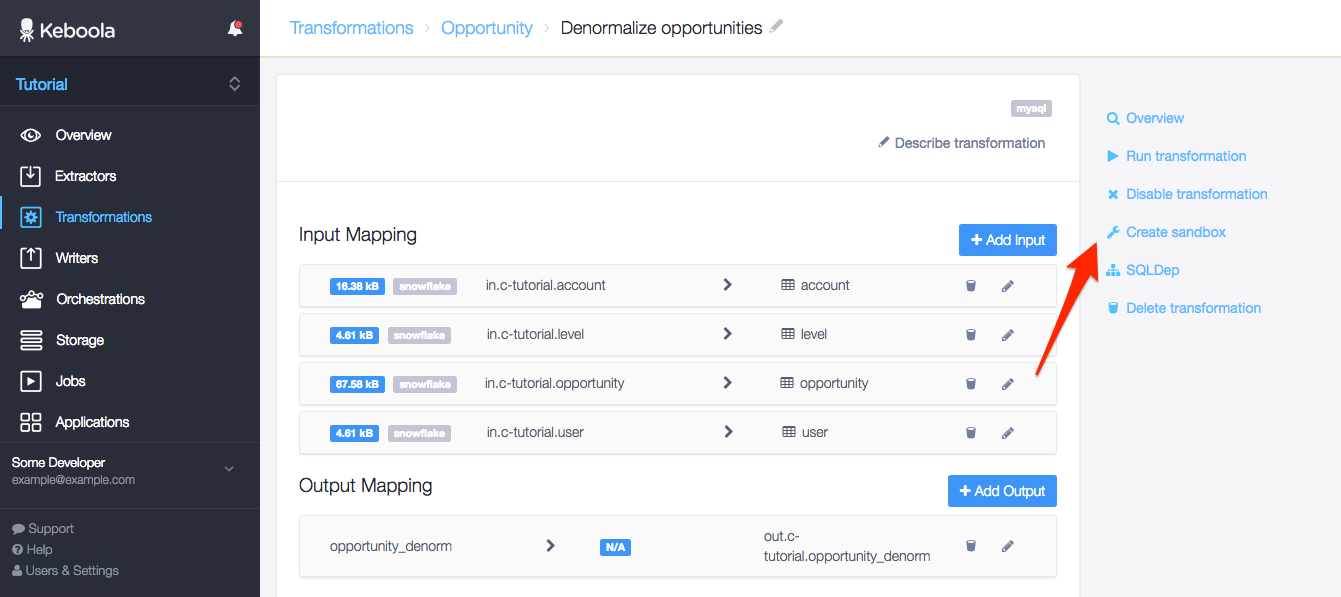 Keboola
Transformations > Opportunity > Denormalize opportunities
Tutorial
Overview
Extractors
Transformations
Writers
Orchestrations
Storage
Jobs
Applications
Some Developer
example@example.com
Support
Help
Users & Settings
mysql
Describe transformation
Input Mapping
+ Add Input
16.38 kB snowflake in.c-tutorial.account > account
4.61 kB snowflake in.c-tutorial.level > level
67.58 kB snowflake in.c-tutorial.opportunity > opportunity
4.61 kB snowflake in.c-tutorial.user > user
Output Mapping
+ Add Output
opportunity_denorm > N/A out.c-
tutorial.opportunity_denorm
Overview
Run transformation
Disable transformation
Create sandbox
SQLDep
Delete transformation